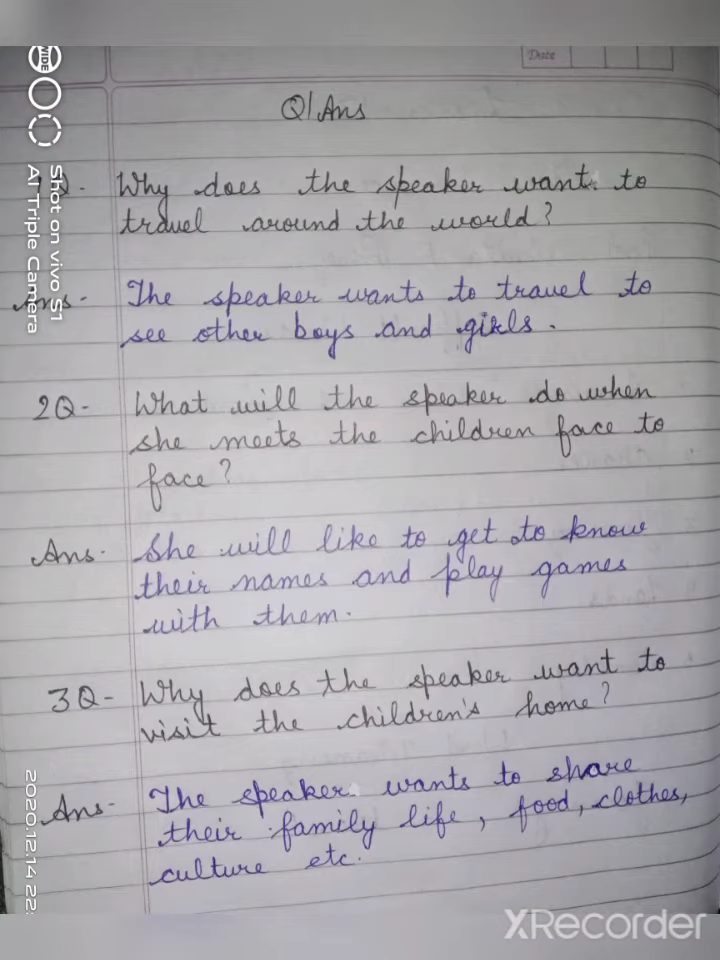 Date
Q/Ans
1Q- Why does the speaker want to
travel around the world?
Ans- The speaker wants to travel to
see other boys and girls.
2Q- What will the speaker do when
she meets the children face to
face?
Ans- She will like to get to know
their names and play games
with them.
3Q- Why does the speaker want to
visit the children's home?
Ans- The speaker wants to share
their family life, food, clothes,
culture etc.
Shot on vivo S1
AI Triple Camera
2020.12.14 22:
XRecorder